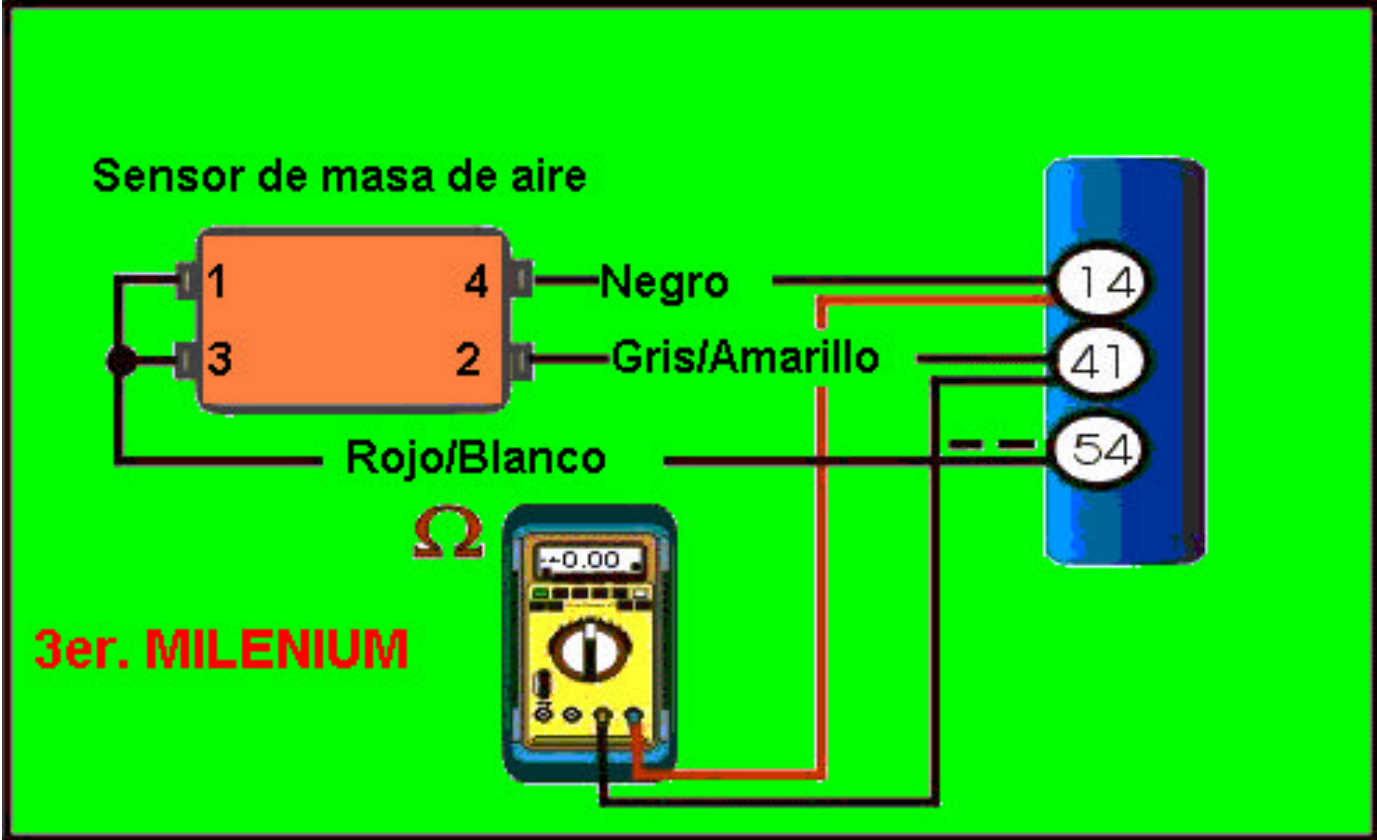 Sensor de masa de aire
1 4 Negro 14
3 2 Gris/Amarillo 41
Rojo/Blanco 54
Ω
0.00
3er. MILENIUM